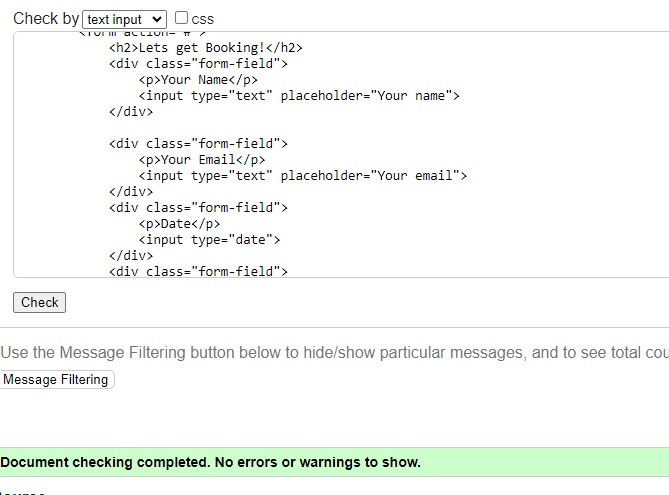 Check by text input css
<form action="#">
<h2>Lets get Booking!</h2>
<div class="form-field">
<p>Your Name</p>
<input type="text" placeholder="Your name">
</div>
<div class="form-field">
<p>Your Email</p>
<input type="text" placeholder="Your email">
</div>
<div class="form-field">
<p>Date</p>
<input type="date">
</div>
<div class="form-field">
Check
Use the Message Filtering button below to hide/show particular messages, and to see total cou
Message Filtering
Document checking completed. No errors or warnings to show.